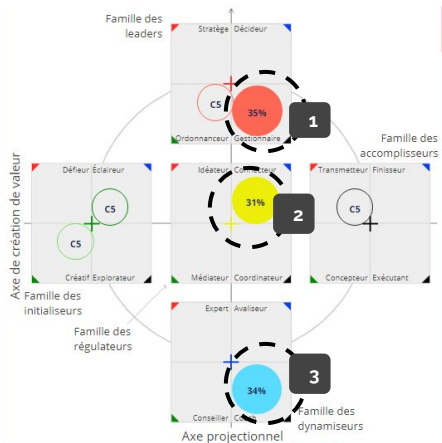 Famille des
leaders
Stratège Décideur
C5
35%
1
Ordonnanceur Gestionnaire
Famille des
accomplisseurs
Axe de création de valeur
Défieur Éclaireur
C5
C5
Créatif Explorateur
Idéateur Connecteur
31%
2
Médiateur Coordinateur
Transmetteur Finisseur
C5
Concepteur Exécutant
Famille des
initialiseurs
Famille des
régulateurs
Expert Avaliseur
34%
3
Conseiller
Famille des
dynamiseurs
Axe projectionnel